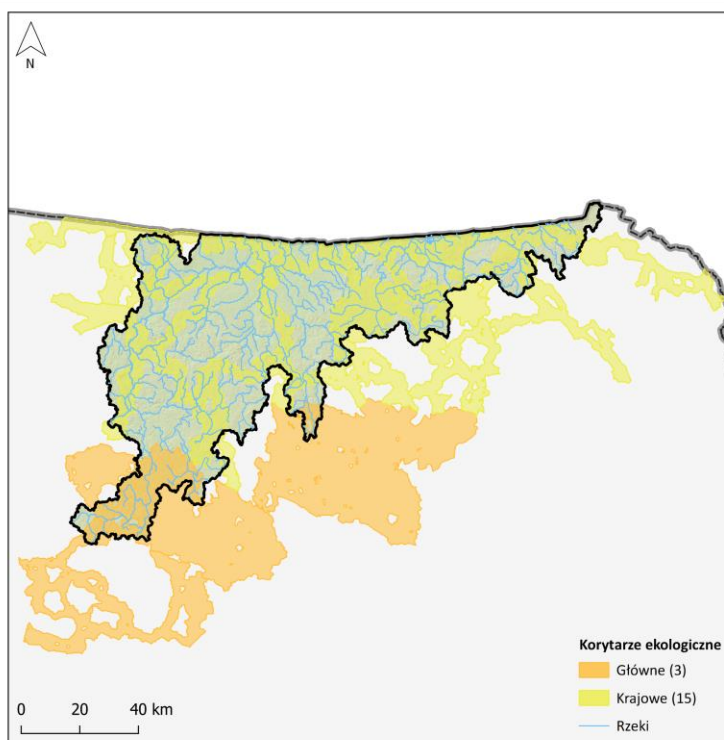 N
Korytarze ekologiczne
Główne (3)
Krajowe (15)
Rzeki
0 20 40 km